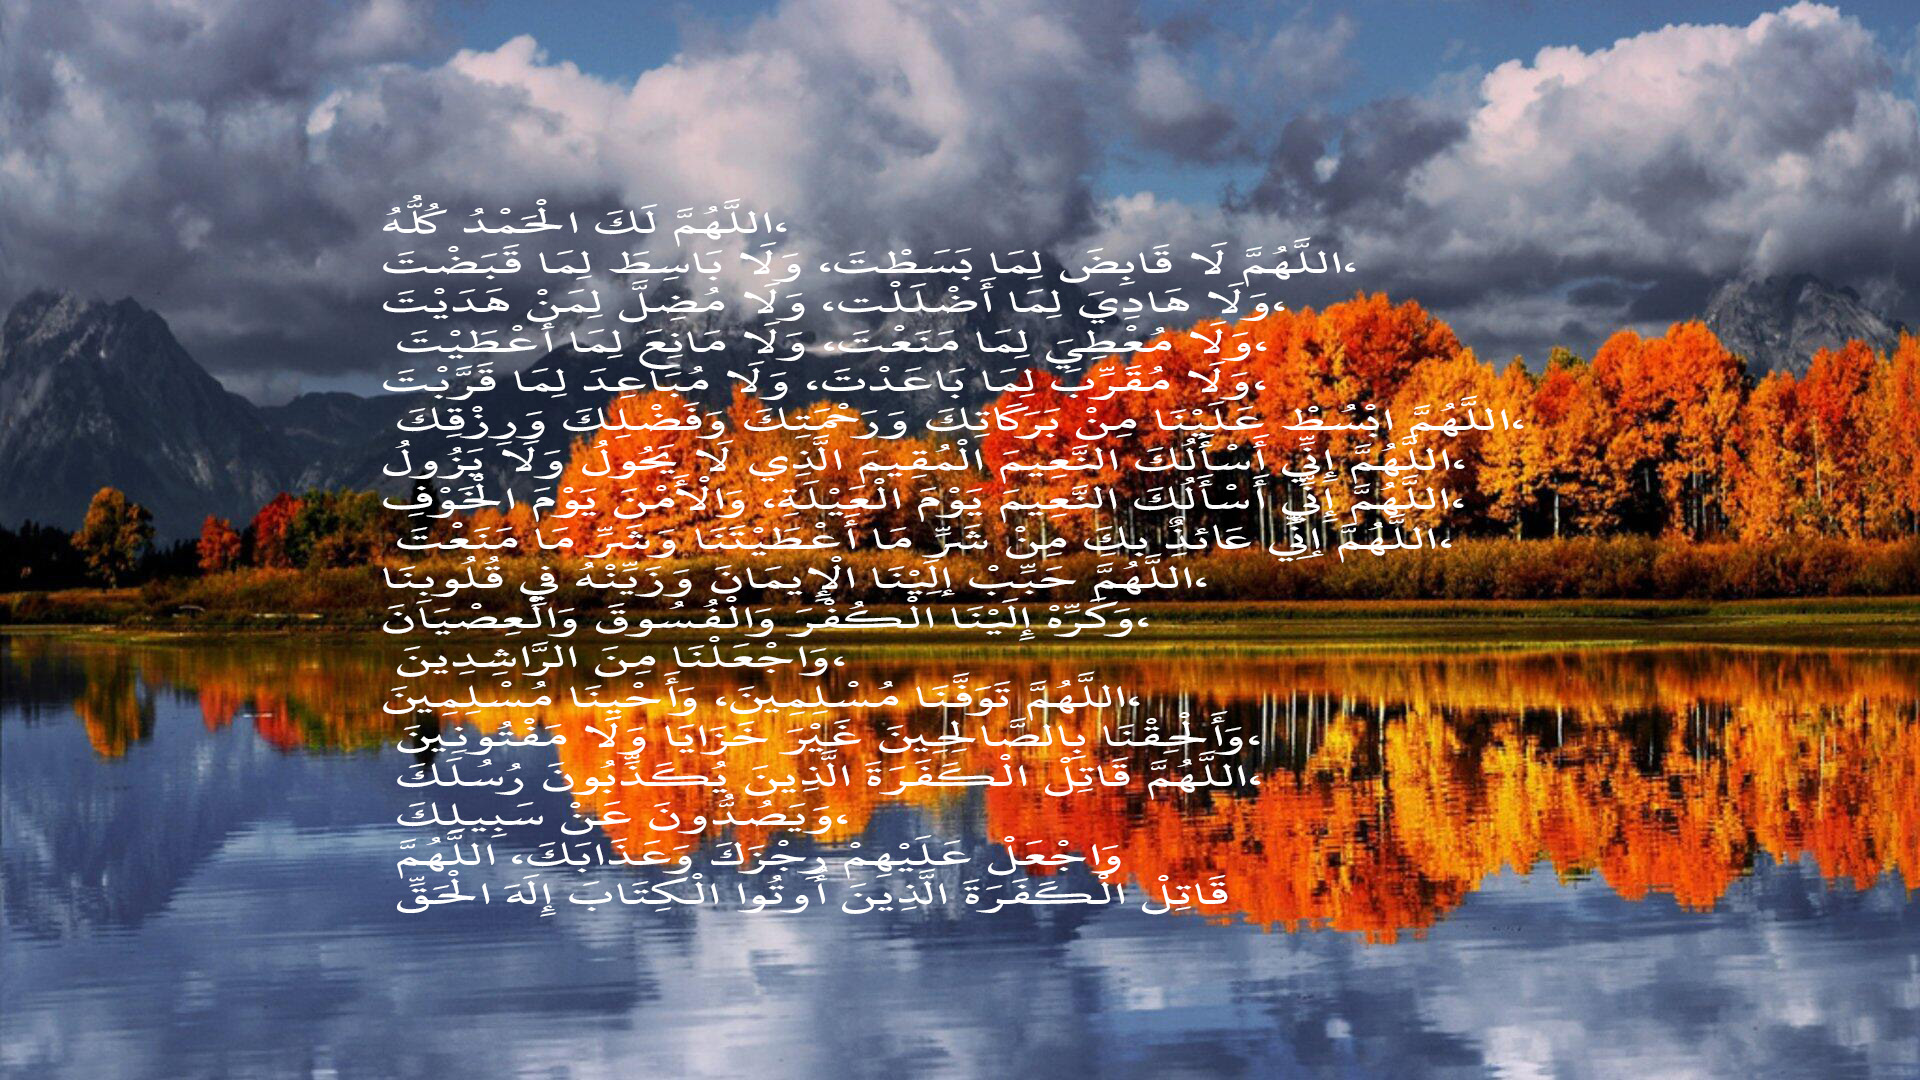 اللَّهُمَّ لَكَ الْحَمْدُ كُلُّهُ،
اللَّهُمَّ لَا قَابِضَ لِمَا بَسَطْتَ، وَلَا بَاسِطَ لِمَا قَبَضْتَ،
وَلَا هَادِيَ لِمَا أَضْلَلْت، وَلَا مُضِلَّ لِمَنْ هَدَيْتَ،
وَلَا مُعْطِيَ لِمَا مَنَعْتَ، وَلَا مَانِعَ لِمَا أَعْطَيْتَ،
وَلَا مُقَرِّبَ لِمَا بَاعَدْتَ، وَلَا مُبَاعِدَ لِمَا قَرَّبْتَ،
اللَّهُمَّ ابْسُطْ عَلَيْنَا مِنْ بَرَكَاتِكَ وَرَحْمَتِكَ وَفَضْلِكَ وَرِزْقِكَ،
اللَّهُمَّ إِنِّي أَسْأَلُكَ النَّعِيمَ الْمُقِيمَ الَّذِي لَا يَحُولُ وَلَا يَزُولُ،
اللَّهُمَّ إِنِّي أَسْأَلُكَ النَّعِيمَ يَوْمَ الْعَيْلَةِ، وَالْأَمْنَ يَوْمَ الْخَوْفِ،
اللَّهُمَّ إِنِّي عَائذٌ بِكَ مِنْ شَرِّ مَا أَعْطَيْتَنَا وَشَرِّ مَا مَنَعْتَ،
اللَّهُمَّ حَبِّبْ إِلَيْنَا الْإِيمَانَ وَزَيِّنْهُ فِي قُلُوبِنَا،
وَكَرِّهْ إِلَيْنَا الْكُفْرَ وَالْفُسُوقَ وَالْعِصْيَانَ،
وَاجْعَلْنَا مِنَ الرَّاشِدِينَ،
اللَّهُمَّ تَوَفَّنَا مُسْلِمِينَ، وَأَحْيِنَا مُسْلِمِينَ،
وَأَلْحِقْنَا بِالصَّالِحِينَ غَيْرَ خَزَايَا وَلَا مَفْتُونِينَ،
اللَّهُمَّ قَاتِلْ الْكَفَرَةَ الَّذِينَ يُكَذِّبُونَ رُسُلَكَ،
وَيَصُدُّونَ عَنْ سَبِيلِكَ،
وَاجْعَلْ عَلَيْهِمْ رِجْزَكَ وَعَذَابَكَ، اللَّهُمَّ
قَاتِلْ الْكَفَرَةَ الَّذِينَ أُوتُوا الْكِتَابَ إِلَهَ الْحَقِّ